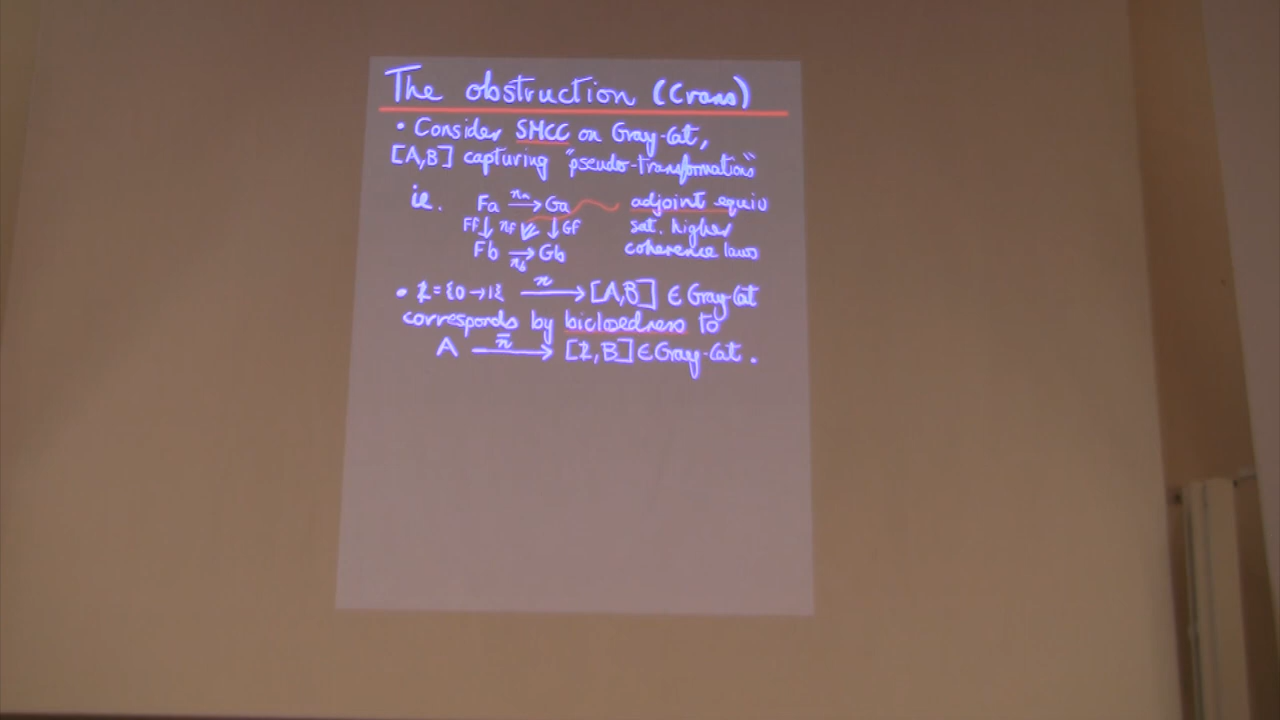 The obstruction (Crans)
• Consider SMCC on Gray-Cat,
[A,B] capturing "pseudo-transformations"
ie. Fa →ηa Ga adjoint equiv
Ff↓ ηf ⇙ ↓Gf sat. higher
Fb →ηb Gb coherence laws
• 2 = {0 → 1} →η [A,B] ∈ Gray-Cat
corresponds by biclosedness to
A →η̄ [2,B] ∈ Gray-Cat.